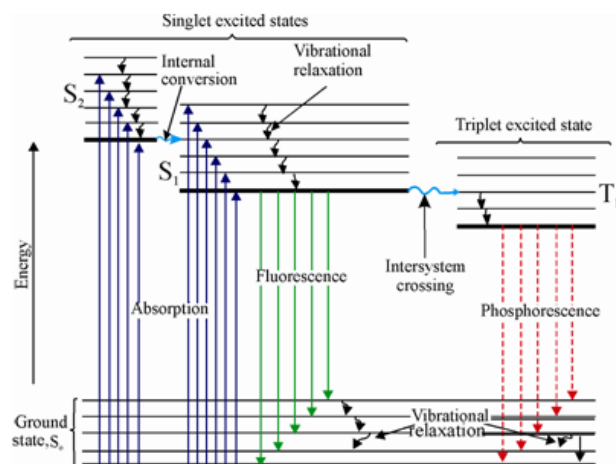 Singlet excited states
Internal
conversion
Vibrational
relaxation
S2
Triplet excited state
S1
T
Energy
Fluorescence
Intersystem
crossing
Absorption
Phosphorescence
Ground
state,So
Vibrational
relaxation